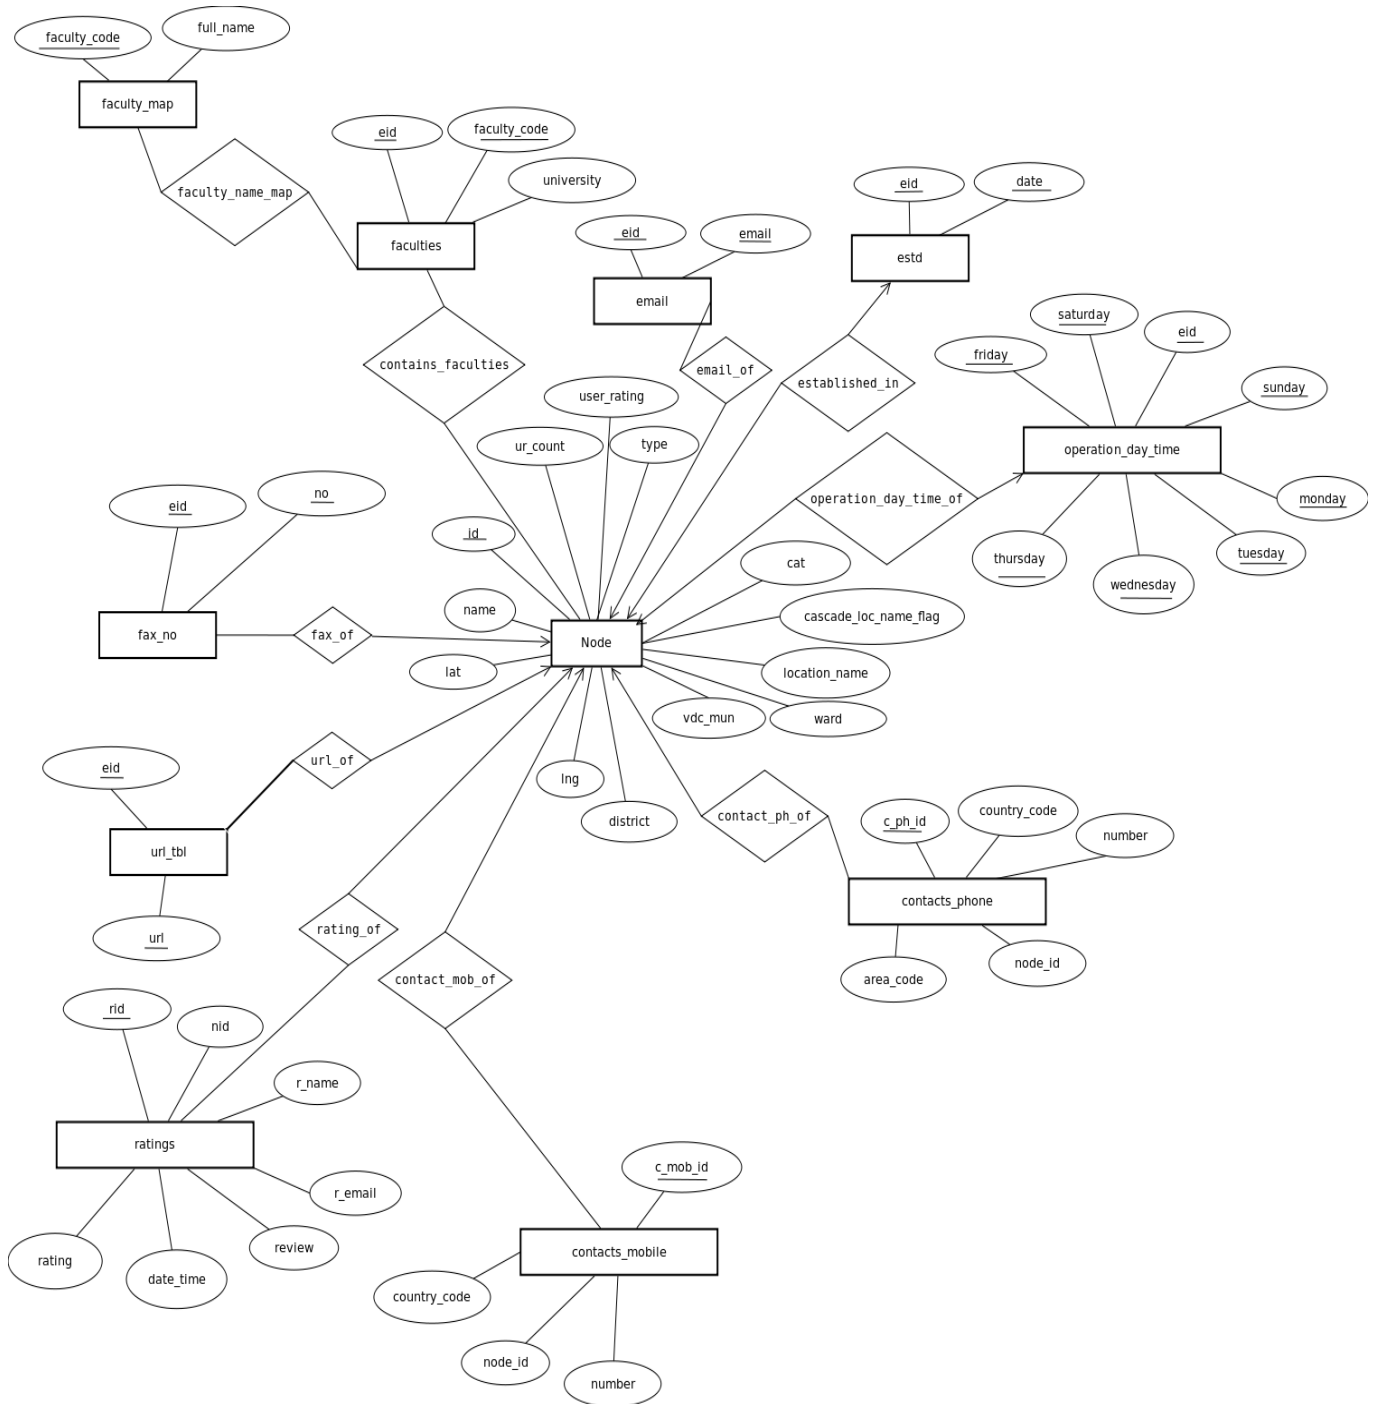 faculty_code
full_name
faculty_map
eid
faculty_code
faculty_name_map
university
faculties
eid
date
eid
email
estd
email
saturday
eid
friday
contains_faculties
email_of
established_in
sunday
user_rating
ur_count
type
operation_day_time
eid
no
operation_day_time_of
monday
id
tuesday
thursday
cat
wednesday
name
cascade_loc_name_flag
fax_no
fax_of
Node
lat
location_name
vdc_mun
ward
eid
url_of
lng
district
contact_ph_of
c_ph_id
country_code
number
url_tbl
contacts_phone
url
rating_of
contact_mob_of
area_code
node_id
rid
nid
r_name
ratings
c_mob_id
r_email
rating
date_time
review
contacts_mobile
country_code
node_id
number